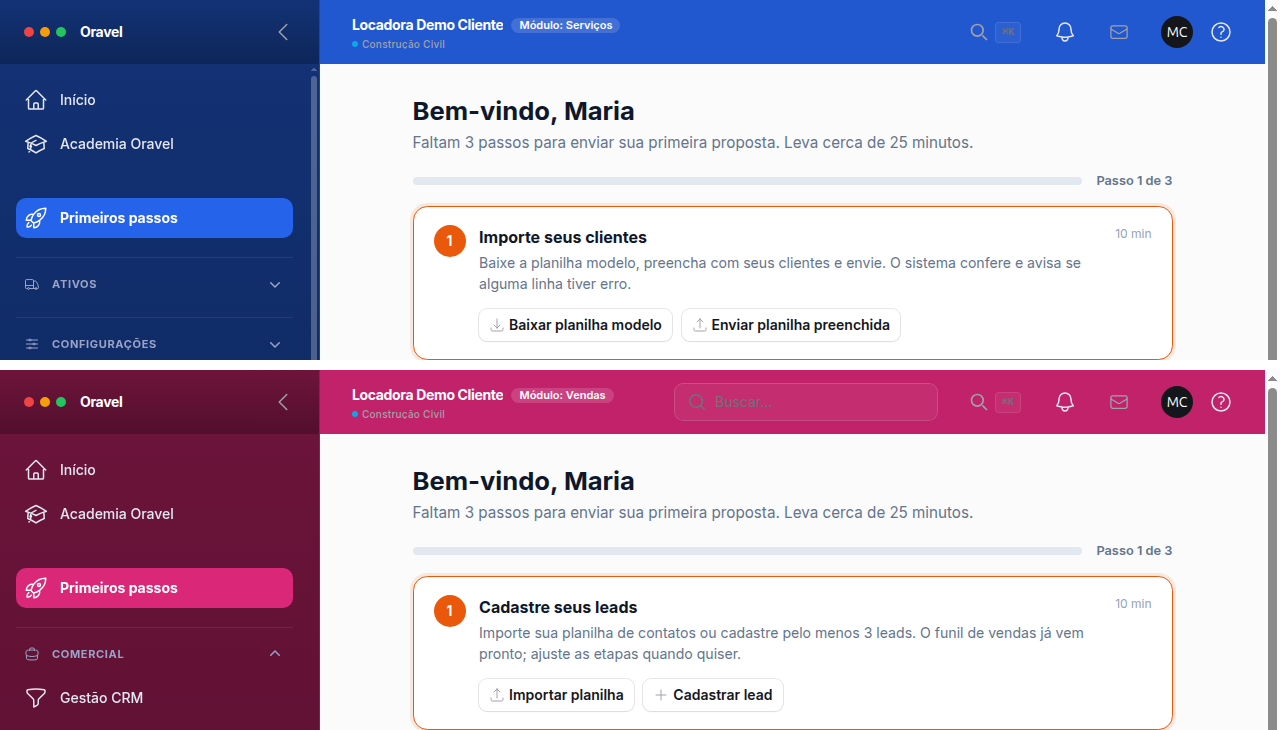 Oravel
Locadora Demo Cliente Módulo: Serviços
Construção Civil
⌘K
MC
Início
Academia Oravel
Primeiros passos
ATIVOS
CONFIGURAÇÕES
Bem-vindo, Maria
Faltam 3 passos para enviar sua primeira proposta. Leva cerca de 25 minutos.
Passo 1 de 3
1 Importe seus clientes 10 min
Baixe a planilha modelo, preencha com seus clientes e envie. O sistema confere e avisa se
alguma linha tiver erro.
Baixar planilha modelo Enviar planilha preenchida
Oravel
Locadora Demo Cliente Módulo: Vendas
Construção Civil
Buscar...
⌘K
MC
Início
Academia Oravel
Primeiros passos
COMERCIAL
Gestão CRM
Bem-vindo, Maria
Faltam 3 passos para enviar sua primeira proposta. Leva cerca de 25 minutos.
Passo 1 de 3
1 Cadastre seus leads 10 min
Importe sua planilha de contatos ou cadastre pelo menos 3 leads. O funil de vendas já vem
pronto; ajuste as etapas quando quiser.
Importar planilha Cadastrar lead